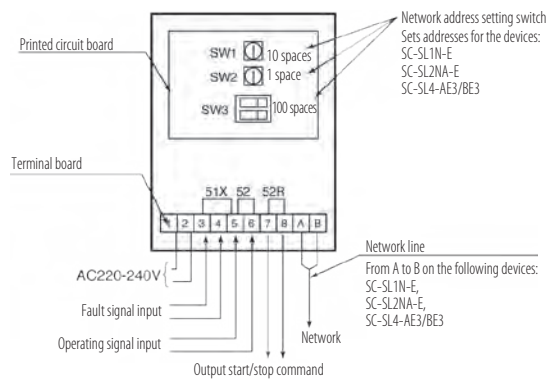 Network address setting switch
Sets addresses for the devices:
SC-SL1N-E
SC-SL2NA-E
SC-SL4-AE3/BE3
Printed circuit board
SW1 10 spaces
SW2 1 space
SW3 100 spaces
Terminal board
51X 52 52R
1 2 3 4 5 6 7 8 A B
Network line
From A to B on the following devices:
SC-SL1N-E,
SC-SL2NA-E,
SC-SL4-AE3/BE3
AC220-240V
Fault signal input
Operating signal input
Network
Output start/stop command